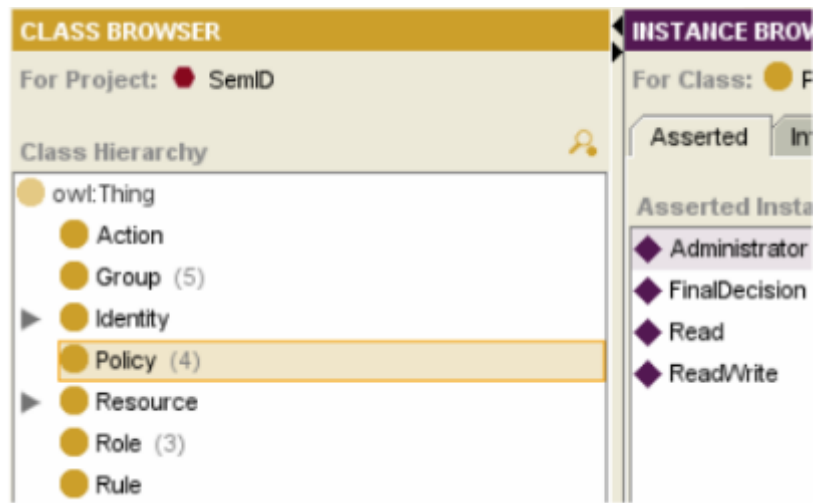 CLASS BROWSER
For Project: SemID
Class Hierarchy
owl:Thing
Action
Group (5)
Identity
Policy (4)
Resource
Role (3)
Rule
INSTANCE BROW
For Class: P
Asserted In
Asserted Insta
Administrator
FinalDecision
Read
ReadWrite